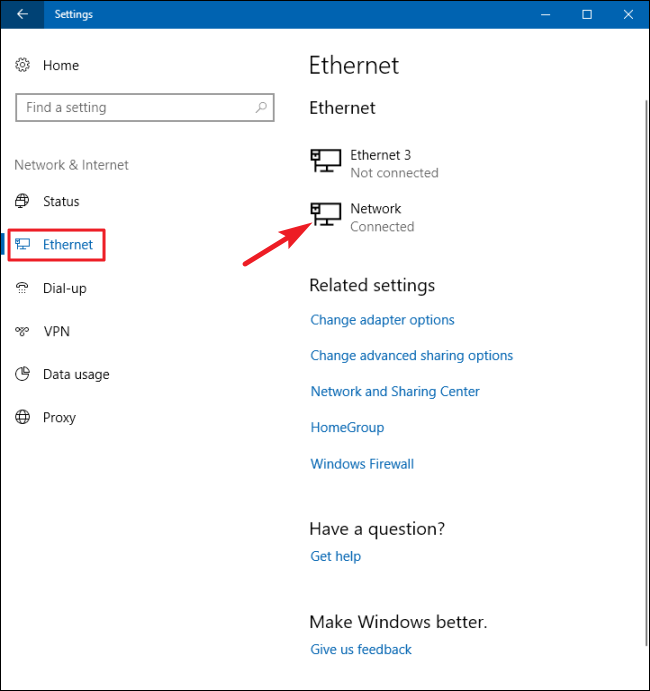 Settings
Home
Find a setting
Network & Internet
Status
Ethernet
Dial-up
VPN
Data usage
Proxy
Ethernet
Ethernet
Ethernet 3
Not connected
Network
Connected
Related settings
Change adapter options
Change advanced sharing options
Network and Sharing Center
HomeGroup
Windows Firewall
Have a question?
Get help
Make Windows better.
Give us feedback